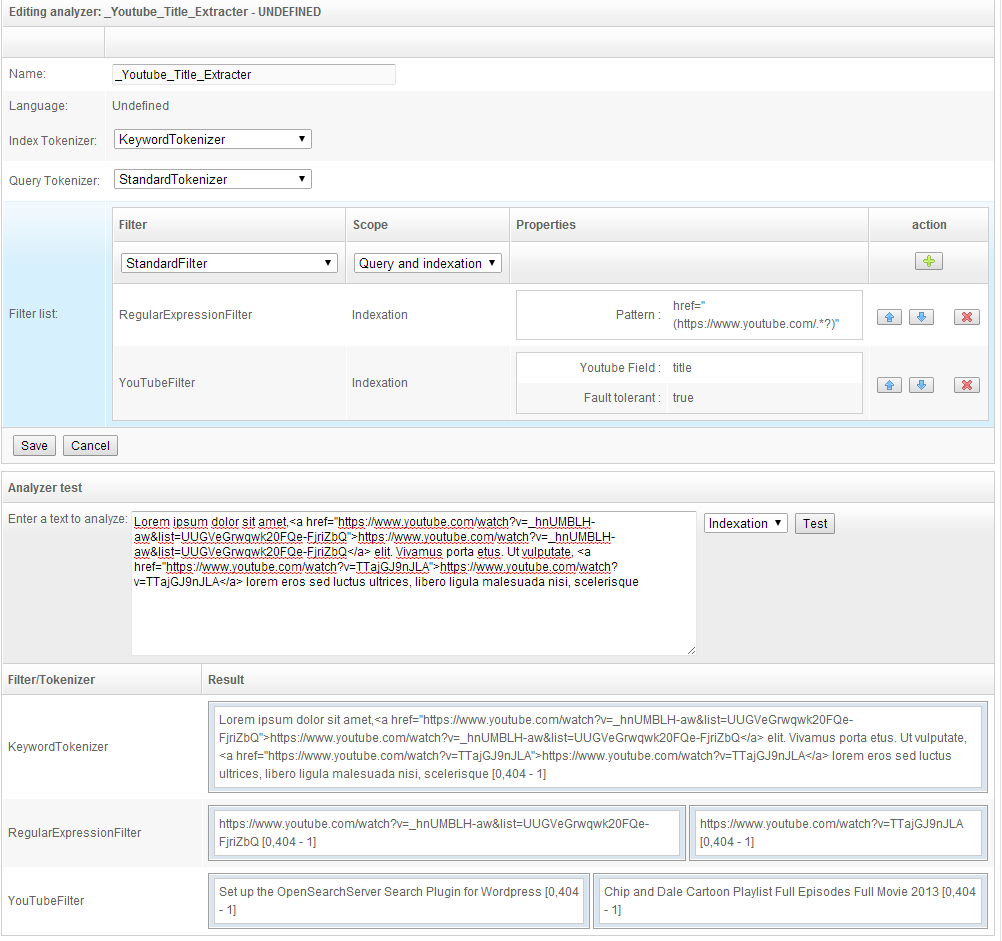 Editing analyzer: _Youtube_Title_Extracter - UNDEFINED
Name:
_Youtube_Title_Extracter
Language:
Undefined
Index Tokenizer:
KeywordTokenizer
Query Tokenizer:
StandardTokenizer
Filter list:
Filter Scope Properties action
StandardFilter Query and indexation
RegularExpressionFilter Indexation Pattern : href="
(https://www.youtube.com/.*?)"
YouTubeFilter Indexation
Youtube Field : title
Fault tolerant : true
Save Cancel
Analyzer test
Enter a text to analyze:
Lorem ipsum dolor sit amet,<a href="https://www.youtube.com/watch?v=_hnUMBLH-
aw&list=UUGVeGrwqwk20FQe-FjriZbQ">https://www.youtube.com/watch?v=_hnUMBLH-
aw&list=UUGVeGrwqwk20FQe-FjriZbQ</a> elit. Vivamus porta etus. Ut vulputate, <a
href="https://www.youtube.com/watch?v=TTajGJ9nJLA">https://www.youtube.com/watch?
v=TTajGJ9nJLA</a> lorem eros sed luctus ultrices, libero ligula malesuada nisi, scelerisque
Indexation Test
Filter/Tokenizer Result
KeywordTokenizer
Lorem ipsum dolor sit amet,<a href="https://www.youtube.com/watch?v=_hnUMBLH-aw&list=UUGVeGrwqwk20FQe-
FjriZbQ">https://www.youtube.com/watch?v=_hnUMBLH-aw&list=UUGVeGrwqwk20FQe-FjriZbQ</a> elit. Vivamus porta etus. Ut vulputate,
<a href="https://www.youtube.com/watch?v=TTajGJ9nJLA">https://www.youtube.com/watch?v=TTajGJ9nJLA</a> lorem eros sed luctus
ultrices, libero ligula malesuada nisi, scelerisque [0,404 - 1]
RegularExpressionFilter
https://www.youtube.com/watch?v=_hnUMBLH-aw&list=UUGVeGrwqwk20FQe-
FjriZbQ [0,404 - 1]
https://www.youtube.com/watch?v=TTajGJ9nJLA
[0,404 - 1]
YouTubeFilter
Set up the OpenSearchServer Search Plugin for Wordpress [0,404
- 1]
Chip and Dale Cartoon Playlist Full Episodes Full Movie 2013 [0,404
- 1]